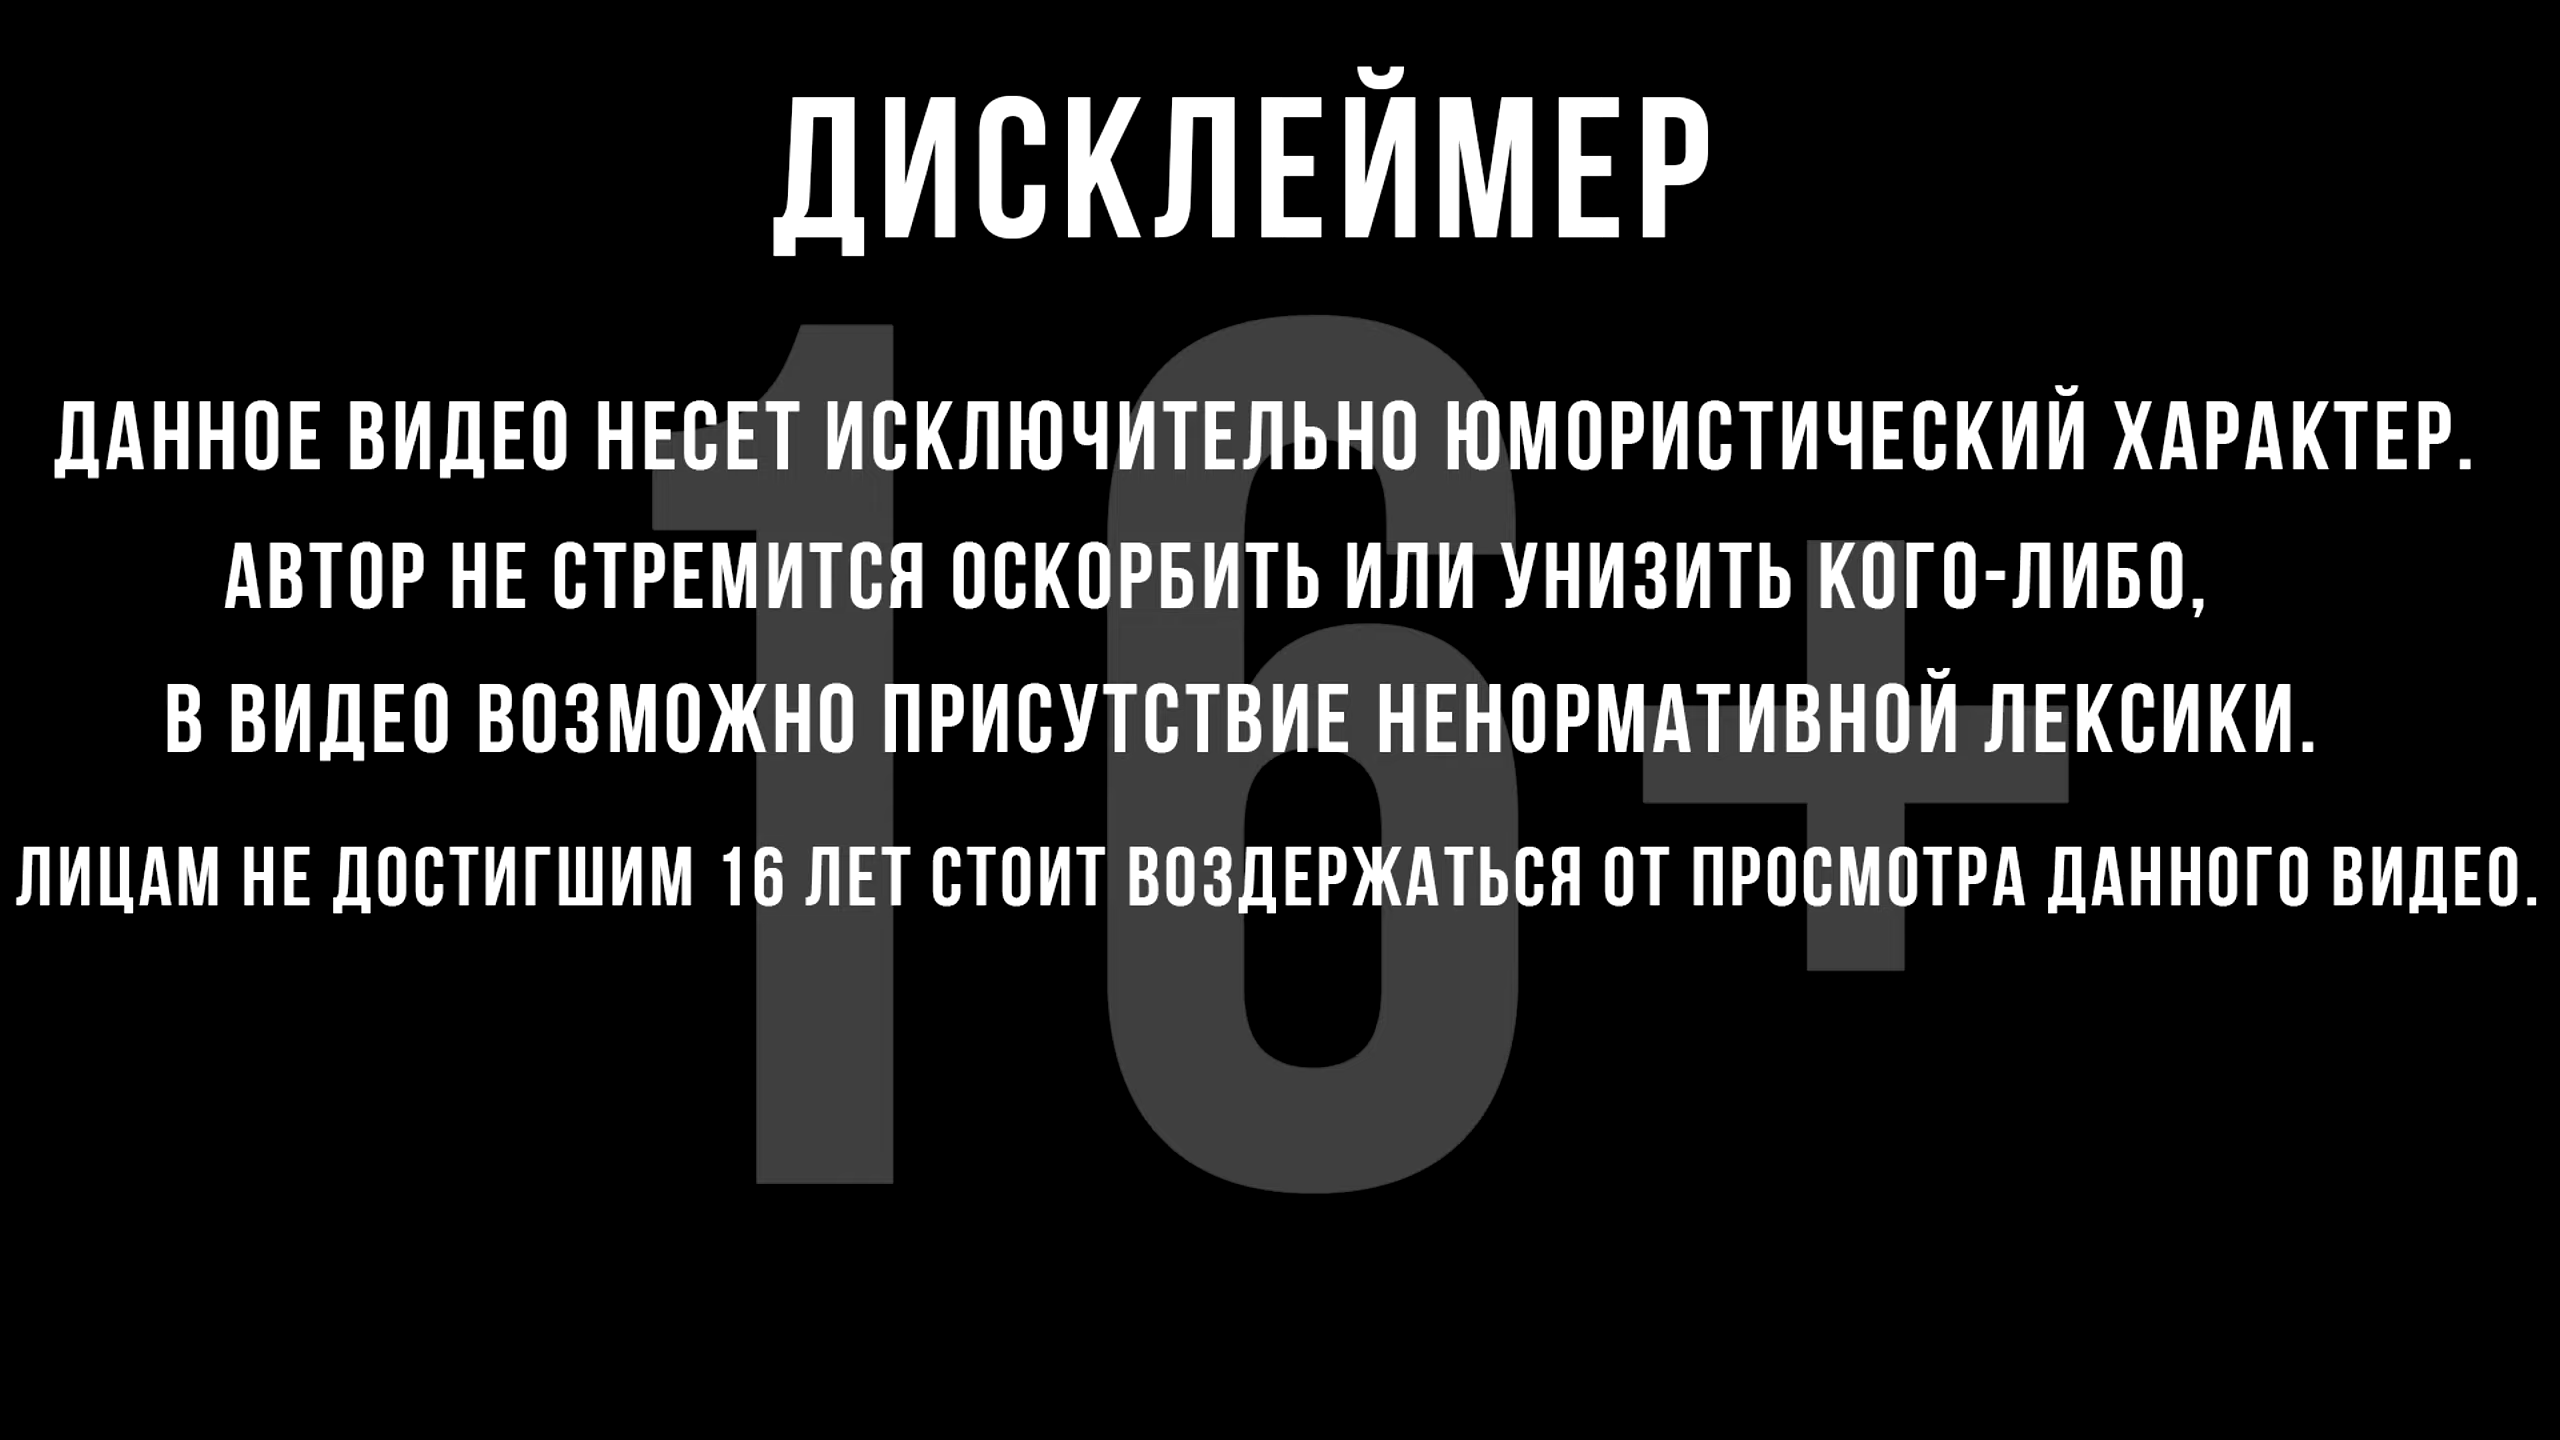 ДИСКЛЕЙМЕР
ДАННОЕ ВИДЕО НЕСЕТ ИСКЛЮЧИТЕЛЬНО ЮМОРИСТИЧЕСКИЙ ХАРАКТЕР.
АВТОР НЕ СТРЕМИТСЯ ОСКОРБИТЬ ИЛИ УНИЗИТЬ КОГО-ЛИБО,
В ВИДЕО ВОЗМОЖНО ПРИСУТСТВИЕ НЕНОРМАТИВНОЙ ЛЕКСИКИ.
ЛИЦАМ НЕ ДОСТИГШИМ 16 ЛЕТ СТОИТ ВОЗДЕРЖАТЬСЯ ОТ ПРОСМОТРА ДАННОГО ВИДЕО.
16+